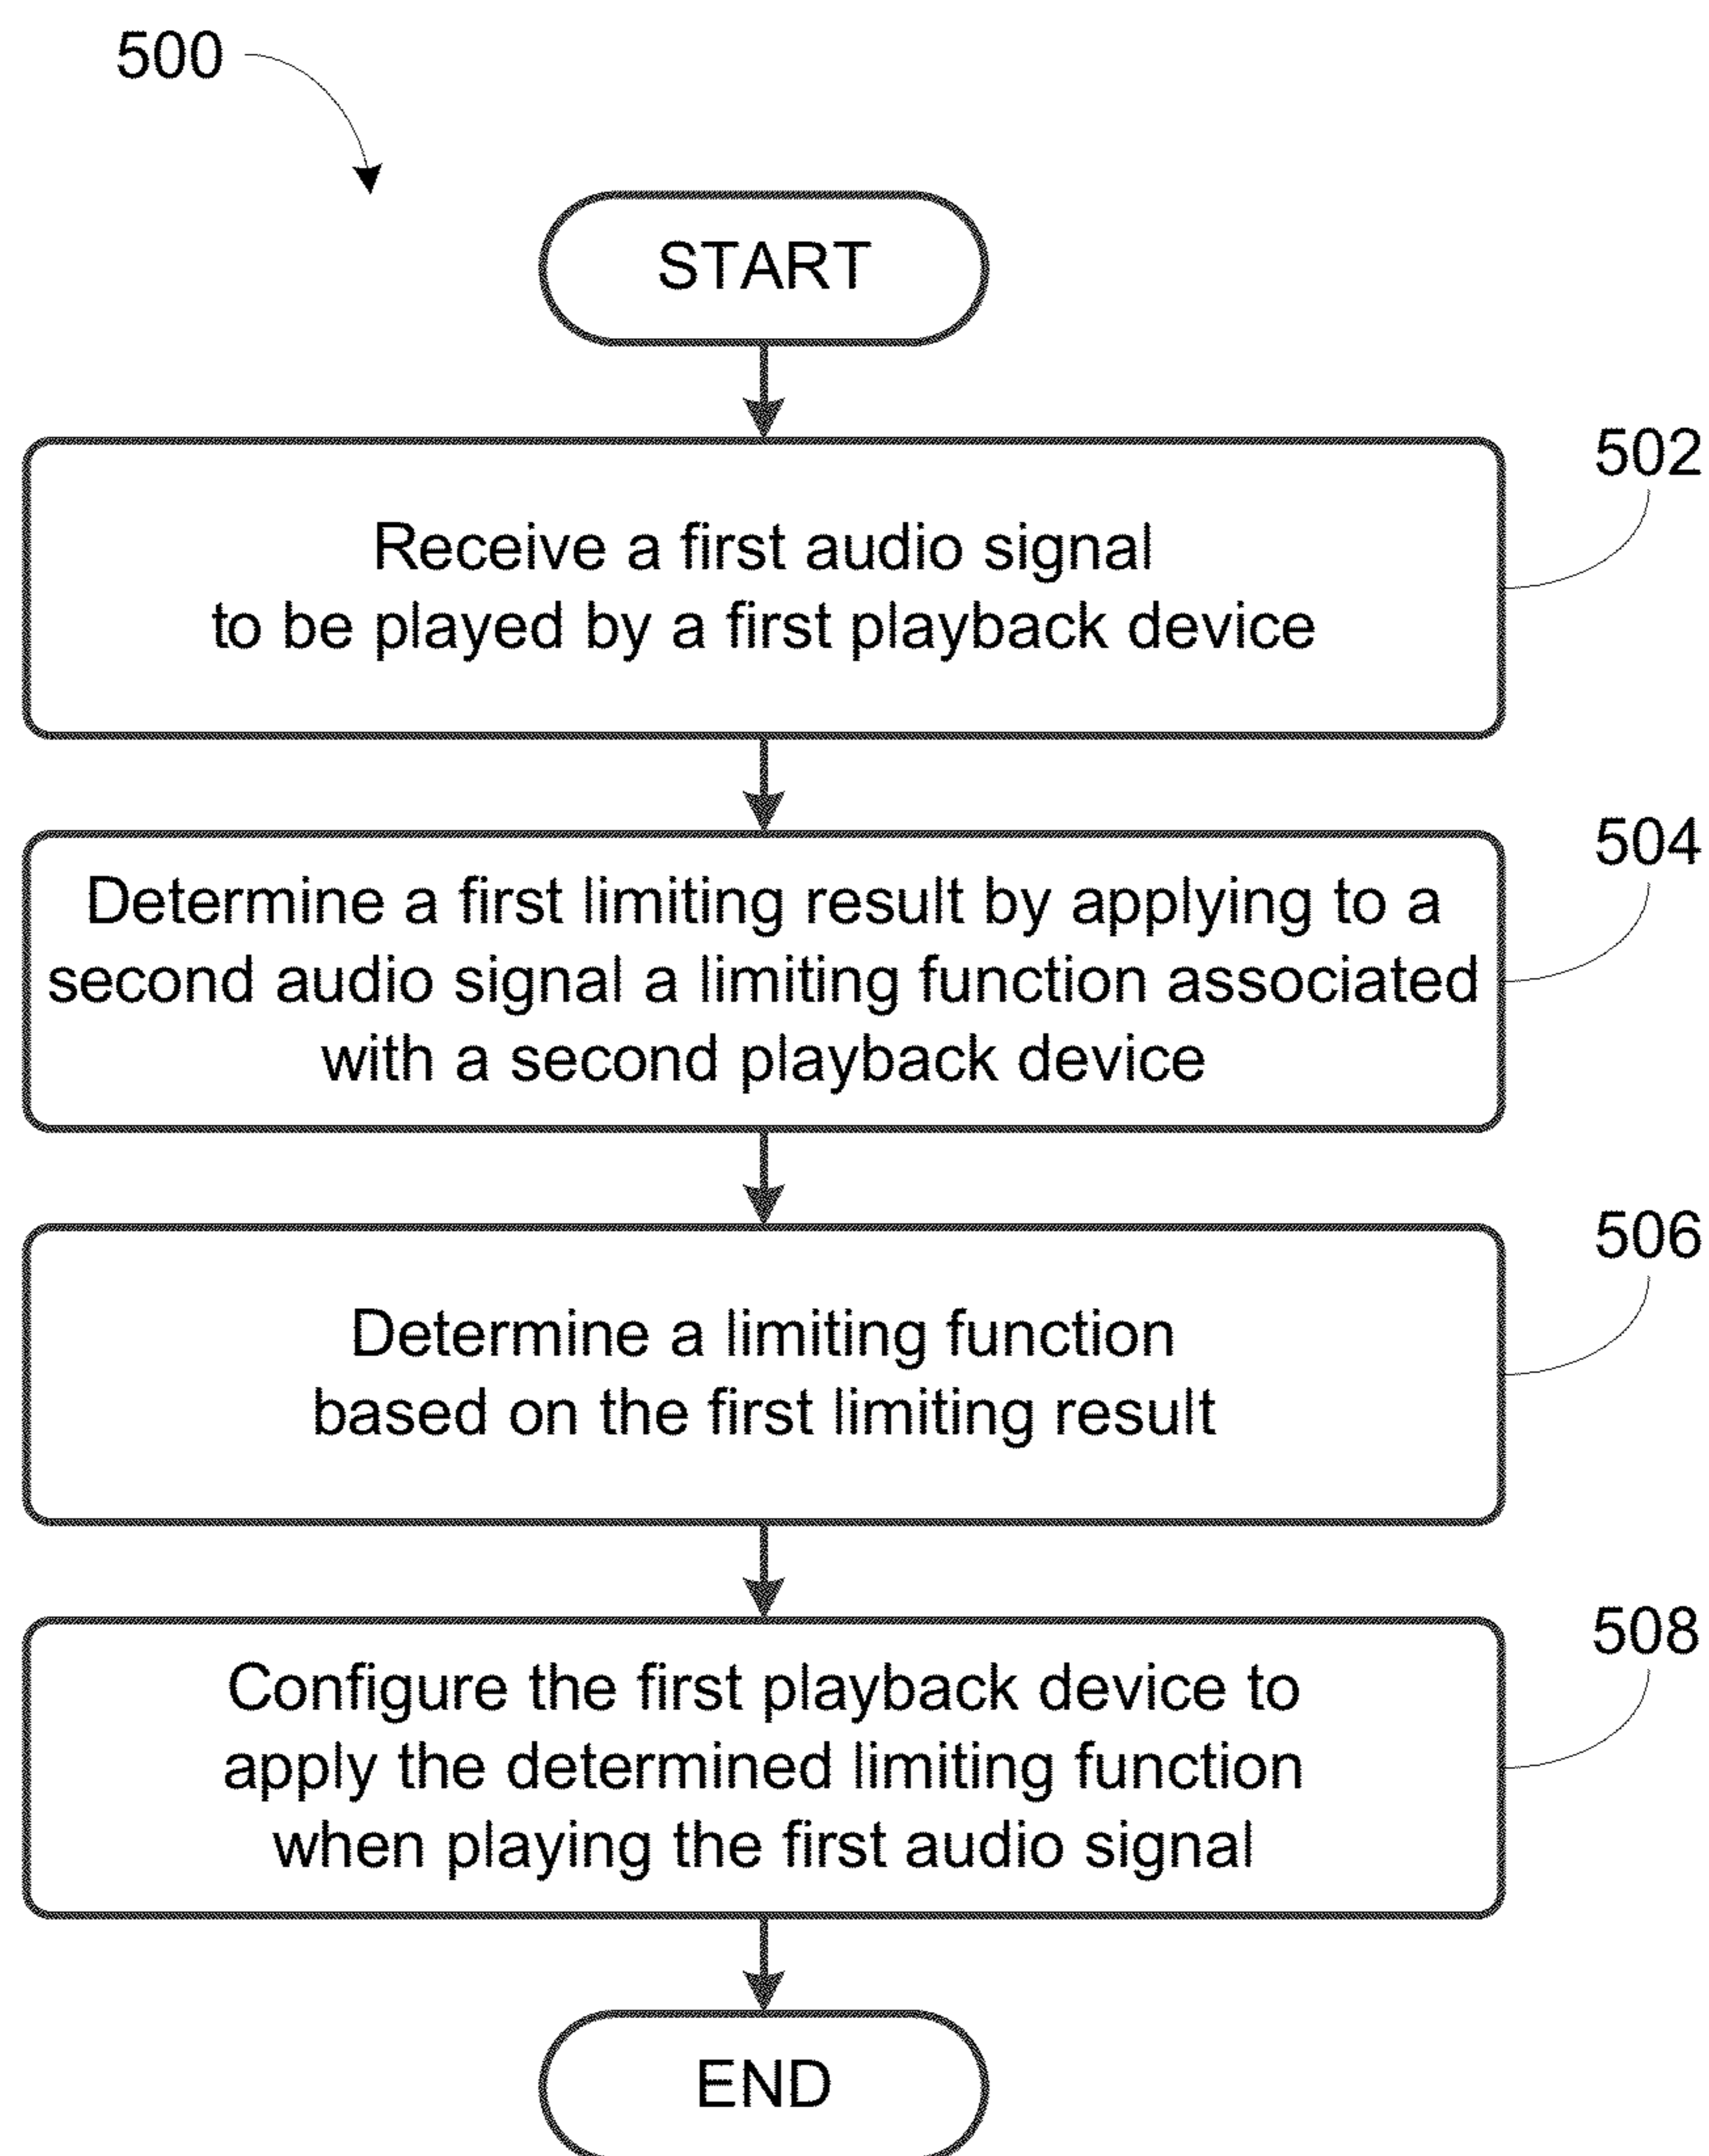 500
START
502
Receive a first audio signal
to be played by a first playback device
504
Determine a first limiting result by applying to a
second audio signal a limiting function associated
with a second playback device
506
Determine a limiting function
based on the first limiting result
508
Configure the first playback device to
apply the determined limiting function
when playing the first audio signal
END